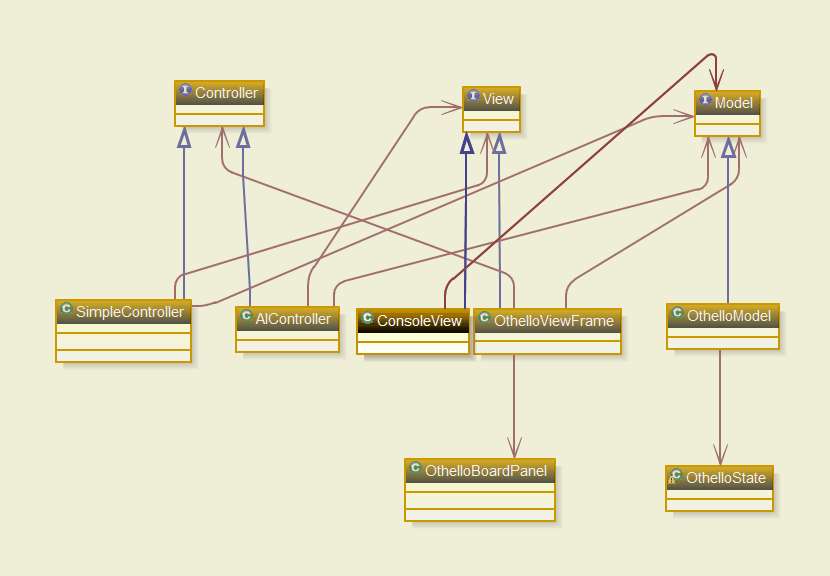 I Controller
I View
I Model
C SimpleController
C AIController
C ConsoleView
C OthelloViewFrame
C OthelloModel
C OthelloBoardPanel
C OthelloState